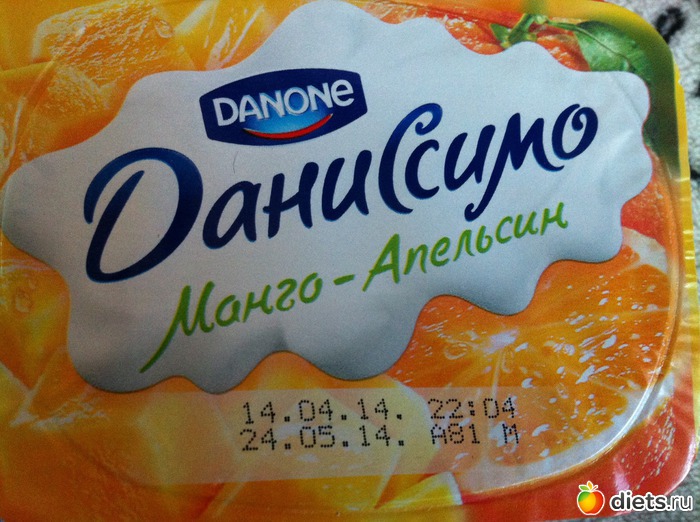 DANONE
ДаниСсимо
Манго-Апельсин
14.04.14. 22:04
24.05.14. A81 M
diets.ru